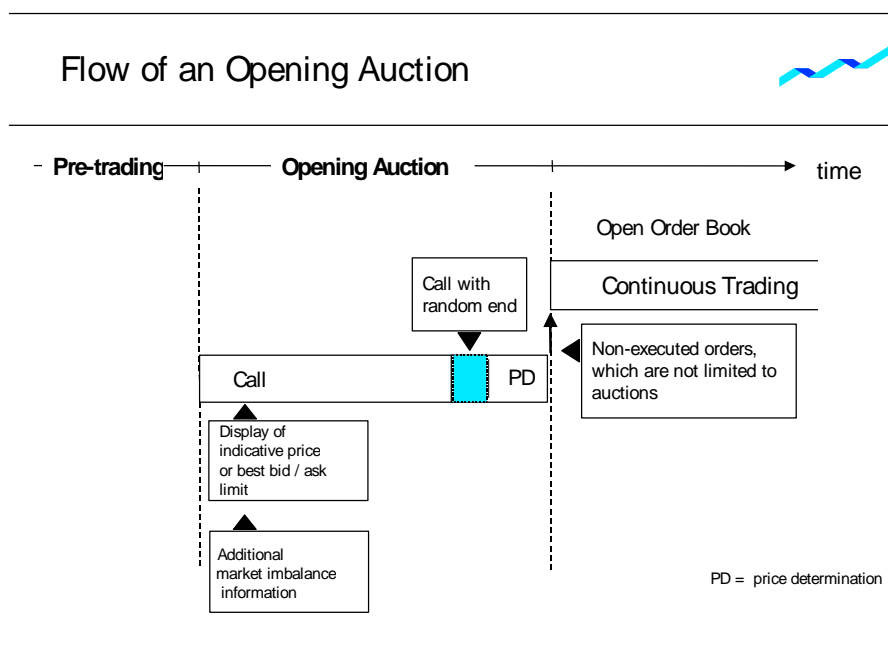 Flow of an Opening Auction
Pre-trading
Opening Auction
time
Open Order Book
Continuous Trading
Call with
random end
Non-executed orders,
which are not limited to
auctions
Call
PD
Display of
indicative price
or best bid / ask
limit
Additional
market imbalance
information
PD = price determination